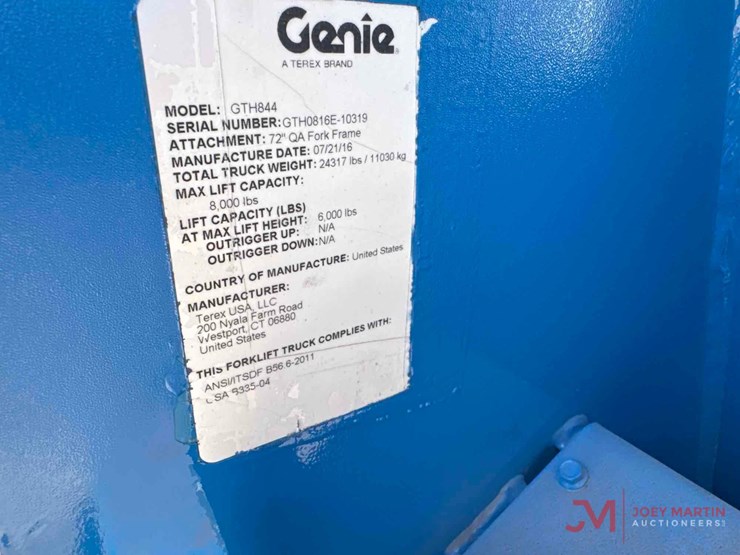 Genie
A TEREX BRAND
MODEL: GTH844
SERIAL NUMBER:GTH0816E-10319
ATTACHMENT: 72" QA Fork Frame
MANUFACTURE DATE: 07/21/16
TOTAL TRUCK WEIGHT: 24317 lbs / 11030 kg
MAX LIFT CAPACITY:
8,000 lbs
LIFT CAPACITY (LBS)
AT MAX LIFT HEIGHT: 6,000 lbs
OUTRIGGER UP: N/A
OUTRIGGER DOWN:N/A
COUNTRY OF MANUFACTURE: United States
MANUFACTURER:
Terex USA, LLC
200 Nyala Farm Road
Westport, CT 06880
United States
THIS FORKLIFT TRUCK COMPLIES WITH:
ANSI/ITSDF B56.6-2011
B335-04
JM JOEY MARTIN
AUCTIONEERS